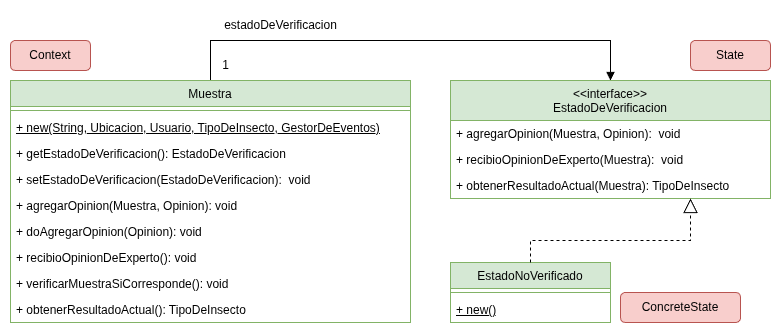 estadoDeVerificacion
Context
State
1
Muestra
+ new(String, Ubicacion, Usuario, TipoDeInsecto, GestorDeEventos)
+ getEstadoDeVerificacion(): EstadoDeVerificacion
+ setEstadoDeVerificacion(EstadoDeVerificacion): void
+ agregarOpinion(Muestra, Opinion): void
+ doAgregarOpinion(Opinion): void
+ recibioOpinionDeExperto(): void
+ verificarMuestraSiCorresponde(): void
+ obtenerResultadoActual(): TipoDeInsecto
<<interface>>
EstadoDeVerificacion
+ agregarOpinion(Muestra, Opinion): void
+ recibioOpinionDeExperto(Muestra): void
+ obtenerResultadoActual(Muestra): TipoDeInsecto
EstadoNoVerificado
+ new()
ConcreteState